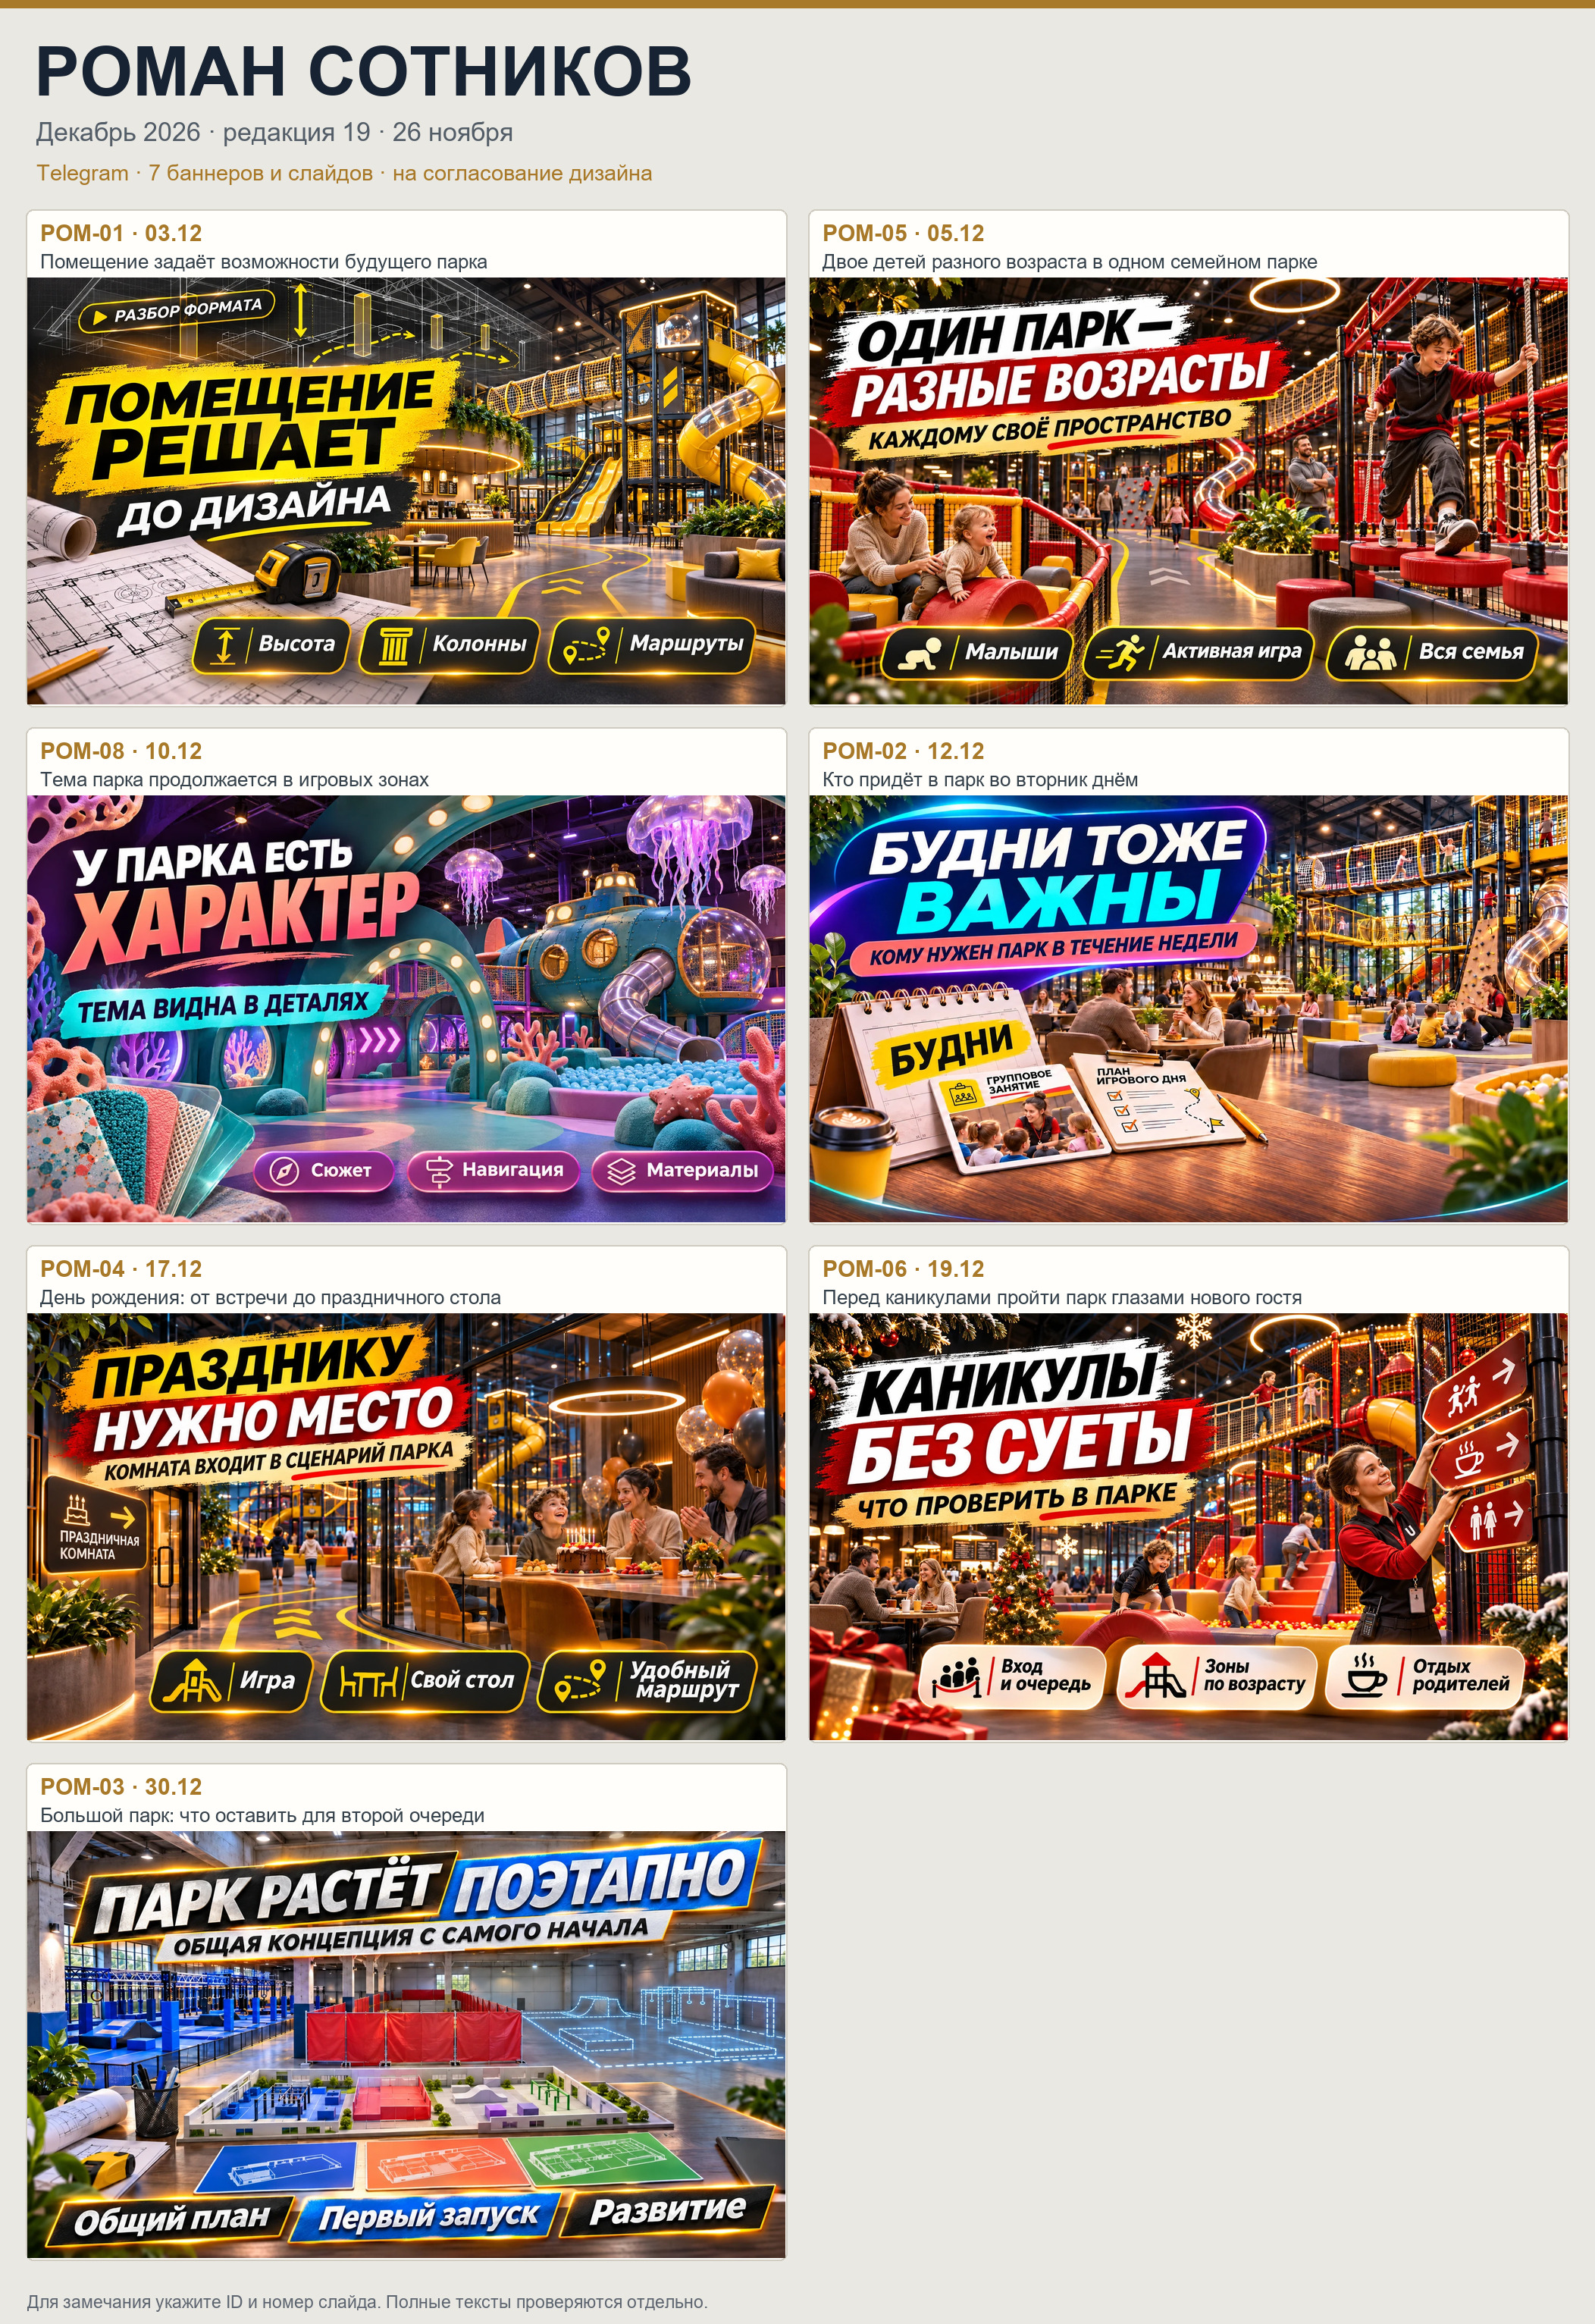 РОМАН СОТНИКОВ
Декабрь 2026 · редакция 19 · 26 ноября
Telegram · 7 баннеров и слайдов · на согласование дизайна
РОМ-01 · 03.12
Помещение задаёт возможности будущего парка
РАЗБОР ФОРМАТА
ПОМЕЩЕНИЕ
РЕШАЕТ
ДО ДИЗАЙНА
Высота
Колонны
Маршруты
РОМ-05 · 05.12
Двое детей разного возраста в одном семейном парке
ОДИН ПАРК —
РАЗНЫЕ ВОЗРАСТЫ
КАЖДОМУ СВОЁ ПРОСТРАНСТВО
Малыши
Активная игра
Вся семья
РОМ-08 · 10.12
Тема парка продолжается в игровых зонах
У ПАРКА ЕСТЬ
ХАРАКТЕР
ТЕМА ВИДНА В ДЕТАЛЯХ
Сюжет
Навигация
Материалы
РОМ-02 · 12.12
Кто придёт в парк во вторник днём
БУДНИ ТОЖЕ
ВАЖНЫ
КОМУ НУЖЕН ПАРК В ТЕЧЕНИЕ НЕДЕЛИ
БУДНИ
ГРУППОВОЕ
ЗАНЯТИЕ
ПЛАН
ИГРОВОГО ДНЯ
РОМ-04 · 17.12
День рождения: от встречи до праздничного стола
ПРАЗДНИКУ
НУЖНО МЕСТО
КОМНАТА ВХОДИТ В СЦЕНАРИЙ ПАРКА
ПРАЗДНИЧНАЯ
КОМНАТА
Игра
Свой стол
Удобный
маршрут
РОМ-06 · 19.12
Перед каникулами пройти парк глазами нового гостя
КАНИКУЛЫ
БЕЗ СУЕТЫ
ЧТО ПРОВЕРИТЬ В ПАРКЕ
U
Вход
и очередь
Зоны
по возрасту
Отдых
родителей
РОМ-03 · 30.12
Большой парк: что оставить для второй очереди
ПАРК РАСТЁТ ПОЭТАПНО
ОБЩАЯ КОНЦЕПЦИЯ С САМОГО НАЧАЛА
Общий план
Первый запуск
Развитие
Для замечания укажите ID и номер слайда. Полные тексты проверяются отдельно.